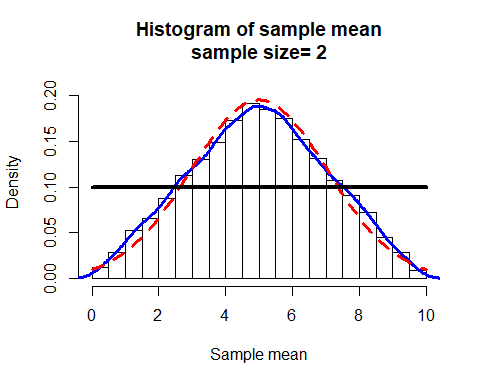 Histogram of sample mean
sample size= 2
Density
0.20
0.15
0.10
0.05
0.00
0 2 4 6 8 10
Sample mean